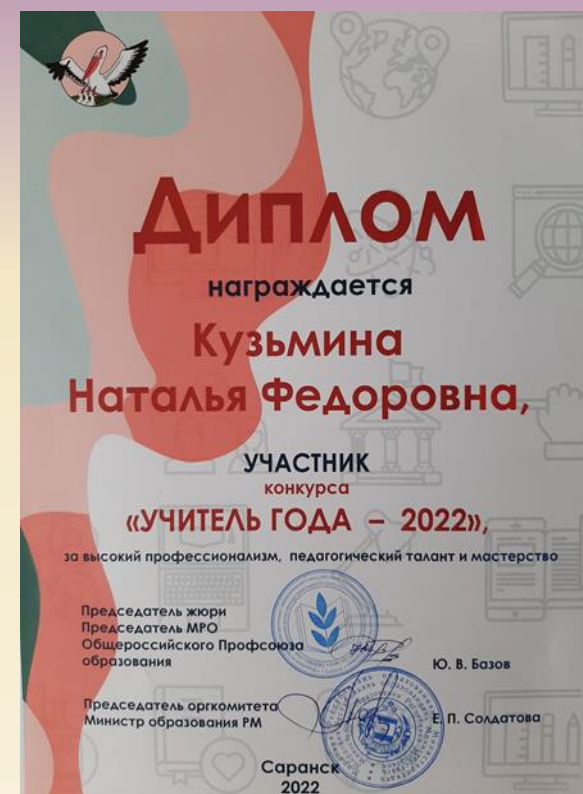 Диплом
награждается
Кузьмина
Наталья Федоровна,
УЧАСТНИК
конкурса
«УЧИТЕЛЬ ГОДА – 2022»,
за высокий профессионализм, педагогический талант и мастерство
Председатель жюри
Председатель МРО
Общероссийского Профсоюза
образования
Ю. В. Базов
Председатель оргкомитета
Министр образования РМ
Е. П. Солдатова
Саранск
2022